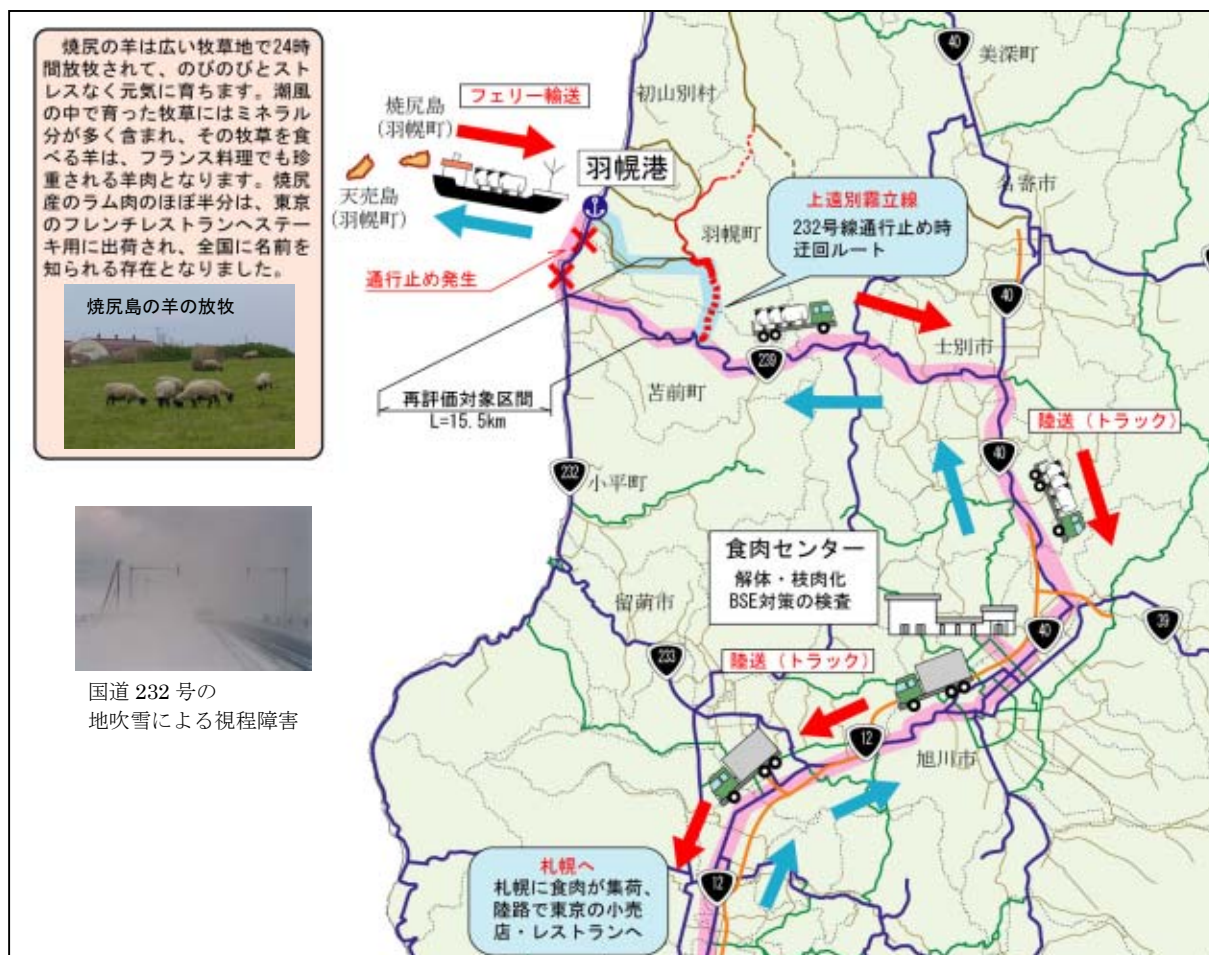 焼尻の羊は広い牧草地で24時
間放牧されて、のびのびとスト
レスなく元気に育ちます。潮風
の中で育った牧草にはミネラル
分が多く含まれ、その牧草を食
べる羊は、フランス料理でも珍
重される羊肉となります。焼尻
産のラム肉のほぼ半分は、東京
のフレンチレストランへステー
キ用に出荷され、全国に名前を
知られる存在となりました。
焼尻島の羊の放牧
国道 232 号の
地吹雪による視程障害
フェリー輸送
焼尻島
(羽幌町)
天売島
(羽幌町)
羽幌港
初山別村
40
美深町
名寄市
羽幌町
上遠別霧立線
232号線通行止め時
迂回ルート
通行止め発生
40
士別市
239
苫前町
再評価対象区間
L=15.5km
陸送（トラック）
40
232
小平町
食肉センター
解体・枝肉化
BSE対策の検査
留萌市
39
40
233
陸送（トラック）
12
旭川市
札幌へ
札幌に食肉が集荷、
陸路で東京の小売
店・レストランへ
12